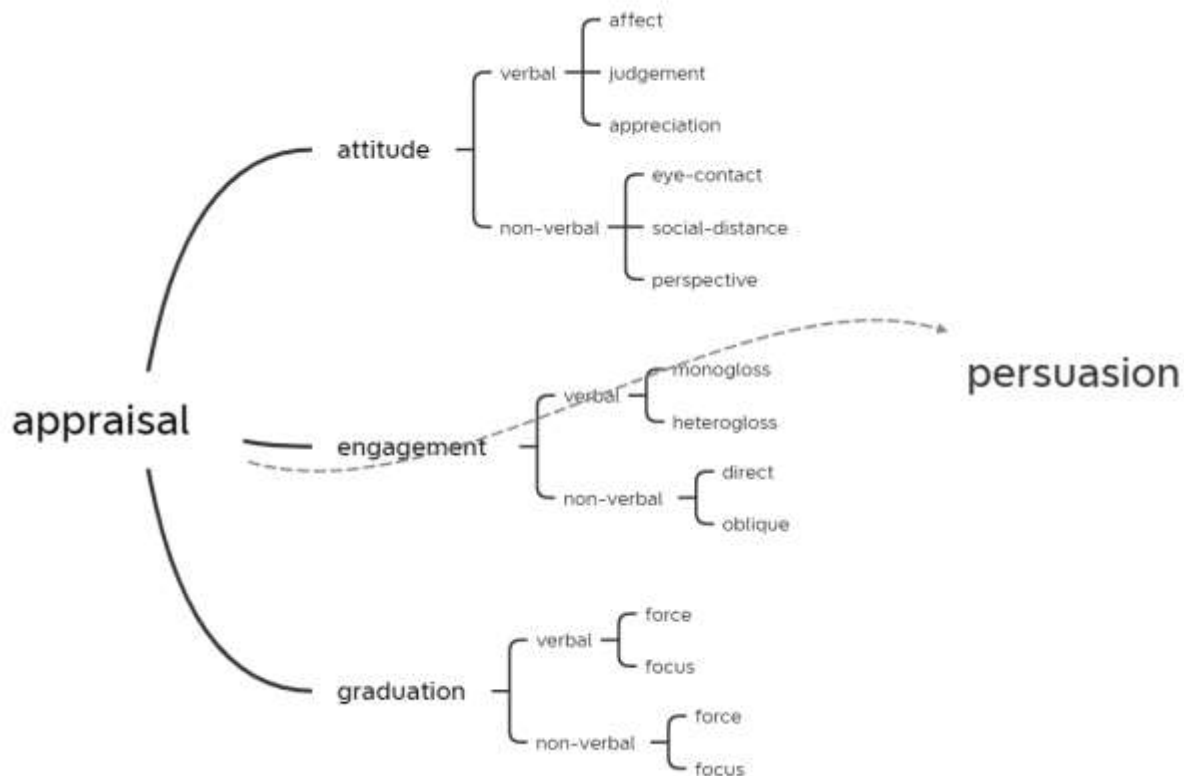 affect
verbal
judgement
appreciation
attitude
eye-contact
non-verbal
social-distance
perspective
monogloss
persuasion
verbal
appraisal
heterogloss
engagement
direct
non-verbal
oblique
force
verbal
focus
graduation
force
non-verbal
focus